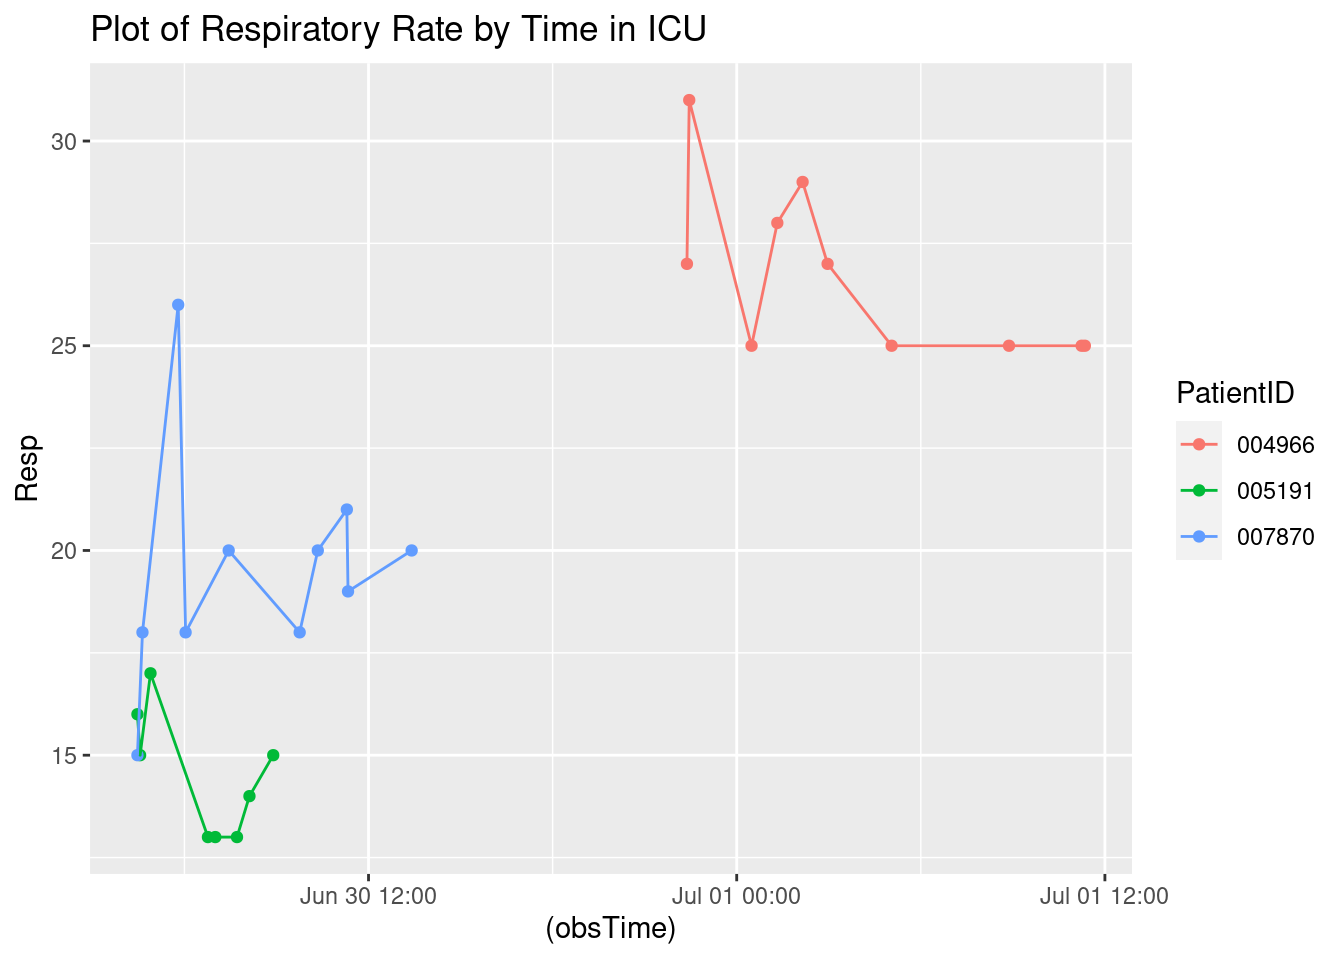 Plot of Respiratory Rate by Time in ICU
30
25
20
15
Resp
Jun 30 12:00
Jul 01 00:00
Jul 01 12:00
(obsTime)
PatientID
004966
005191
007870